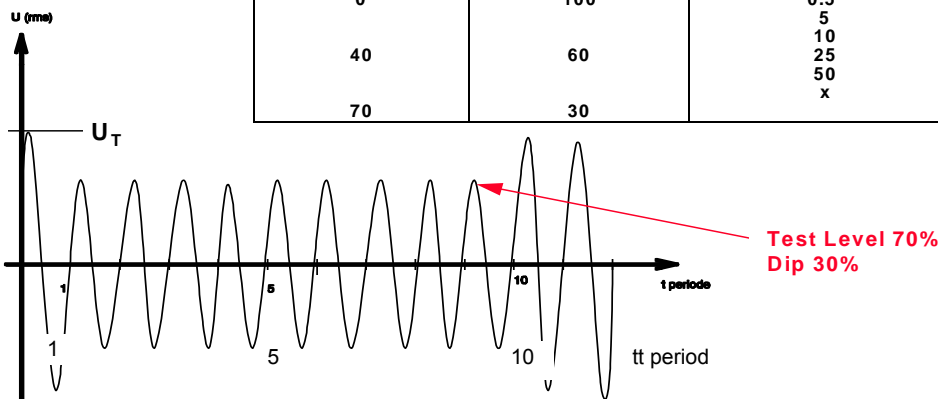 0 100 0.5
U (rms)
5
10
40 60 25
50
x
70 30
U T
Test Level 70%
Dip 30%
1 5 10 t periode
1 5 10 tt period